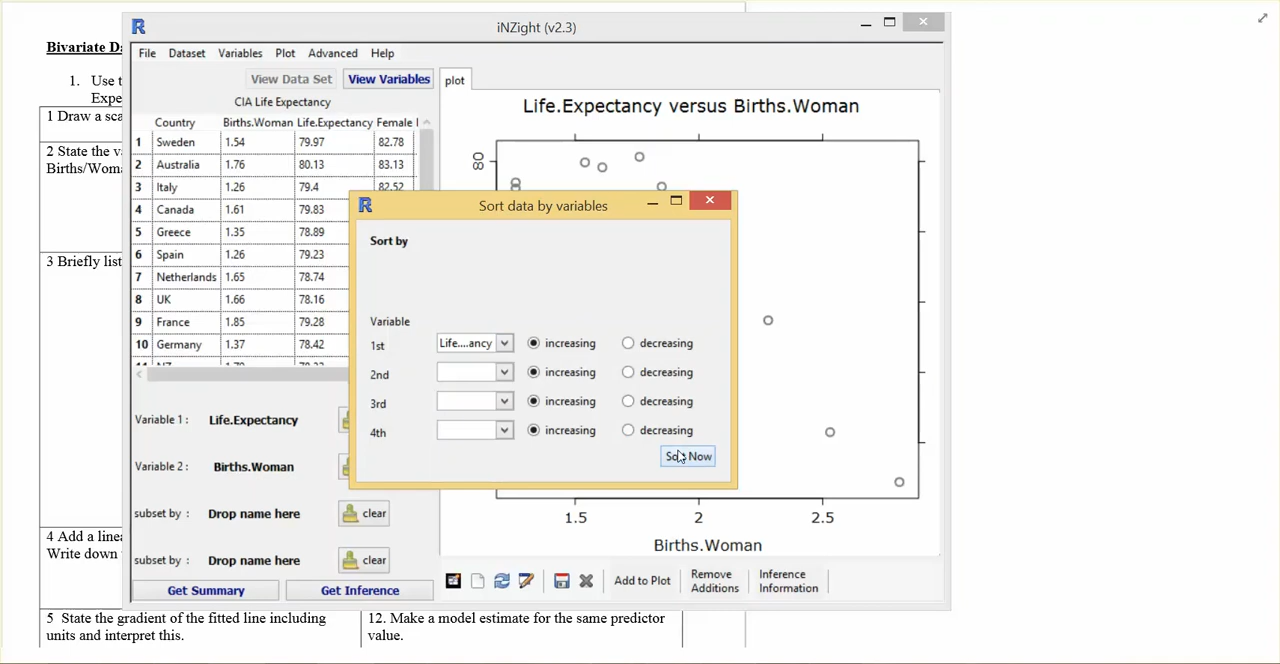 iNZight (v2.3)
Bivariate Da
1. Use t
Expe
1 Draw a sca
2 State the v
Births/Woma
3 Briefly list
4 Add a linea
Write down
5 State the gradient of the fitted line including
units and interpret this.
12. Make a model estimate for the same predictor
value.
File Dataset Variables Plot Advanced Help
View Data Set View Variables plot
CIA Life Expectancy
Country Births.Woman Life.Expectancy Female
1 Sweden 1.54 79.97 82.78
2 Australia 1.76 80.13 83.13
3 Italy 1.26 79.4 82.52
4 Canada 1.61 79.83
5 Greece 1.35 78.89
6 Spain 1.26 79.23
7 Netherlands 1.65 78.74
8 UK 1.66 78.16
9 France 1.85 79.28
10 Germany 1.37 78.42
Variable 1 : Life.Expectancy
Variable 2 : Births.Woman
subset by : Drop name here clear
subset by : Drop name here clear
Get Summary Get Inference
Life.Expectancy versus Births.Woman
80
1.5 2 2.5
Births.Woman
Add to Plot Remove Additions Inference Information
Sort data by variables
Sort by
Variable
1st Life....ancy increasing decreasing
2nd increasing decreasing
3rd increasing decreasing
4th increasing decreasing
Sort Now